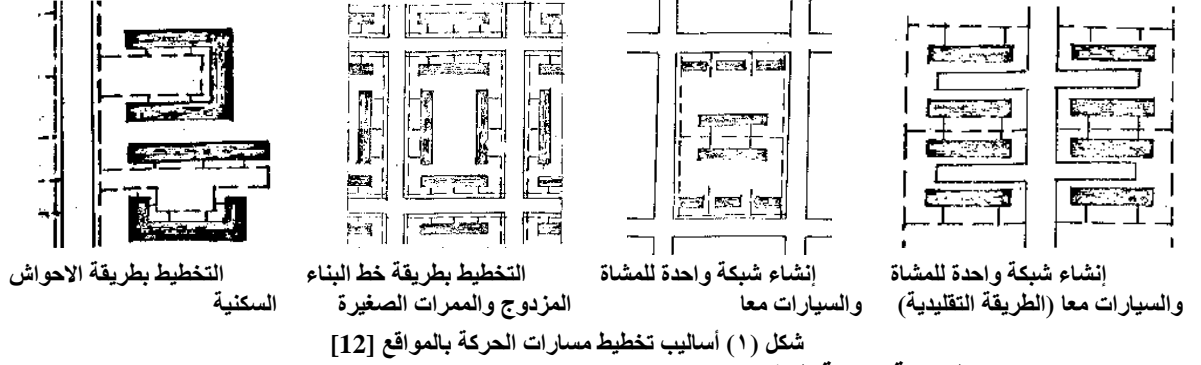 إنشاء شبكة واحدة للمشاة
والسيارات معا (الطريقة التقليدية)
إنشاء شبكة واحدة للمشاة
والسيارات معا
التخطيط بطريقة خط البناء
المزدوج والممرات الصغيرة
التخطيط بطريقة الاحواش
السكنية
شكل (١) أساليب تخطيط مسارات الحركة بالمواقع [12]